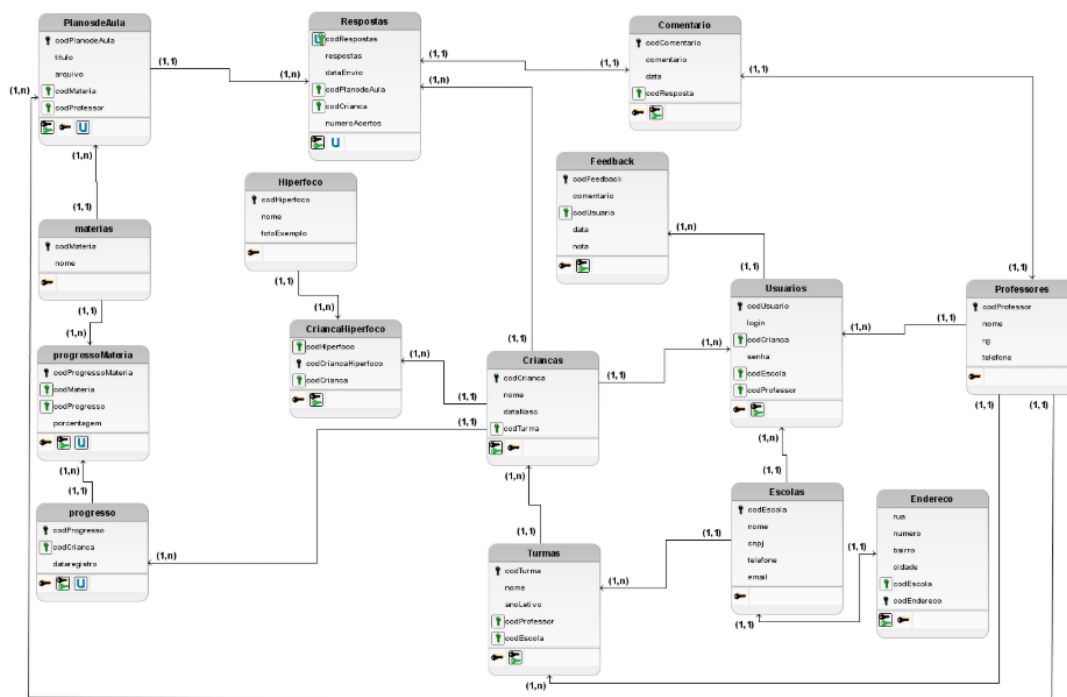 PlanosdeAula
codPlanodeAula
titulo
arquivo
codMateria
codProfessor
(1,1)
(1,n)
(1,n)
(1,n)
Respostas
codRespostas
respostas
dataEnvio
codPlanodeAula
codCrianca
numeroAcertos
U
U
(1,1)
(1,n)
(1,1)
Comentario
codComentario
comentario
data
codResposta
(1,1)
Feedback
codFeedback
comentario
codUsuario
data
nota
(1,n)
Hiperfoco
codHiperfoco
nome
fotoExemplo
(1,1)
(1,n)
(1,1)
materias
codMateria
nome
(1,1)
(1,n)
(1,1)
Usuarios
codUsuario
login
codCrianca
senha
codEscola
codProfessor
(1,n)
(1,n)
(1,n)
(1,1)
Professores
codProfessor
nome
rg
telefone
(1,1)
(1,1)
(1,1)
CriancaHiperfoco
codHiperfoco
codCriancaHiperfoco
codCrianca
(1,n)
(1,1)
Criancas
codCrianca
nome
dataNasc
codTurma
(1,1)
(1,1)
(1,1)
(1,n)
progressoMateria
codProgressoMateria
codMateria
codProgresso
porcentagem
U
(1,n)
(1,1)
progresso
codProgresso
codCrianca
dataregistro
U
(1,n)
(1,1)
Escolas
codEscola
nome
cnpj
telefone
email
(1,1)
(1,1)
(1,1)
(1,1)
Endereco
rua
numero
bairro
cidade
codEscola
codEndereco
Turmas
codTurma
nome
anoLetivo
codProfessor
codEscola
(1,n)
(1,n)